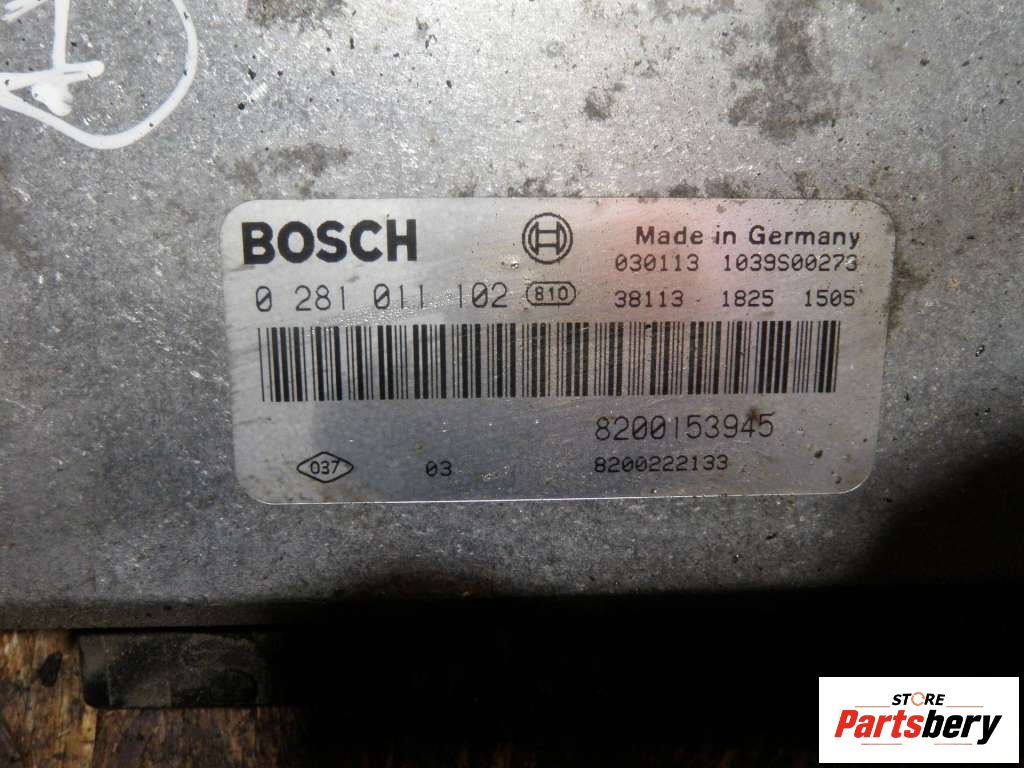 BOSCH
Made in Germany
030113 1039S00273
0 281 011 102 810
38113 1825 1505
8200153945
037 03 8200222133
STORE
Partsbery